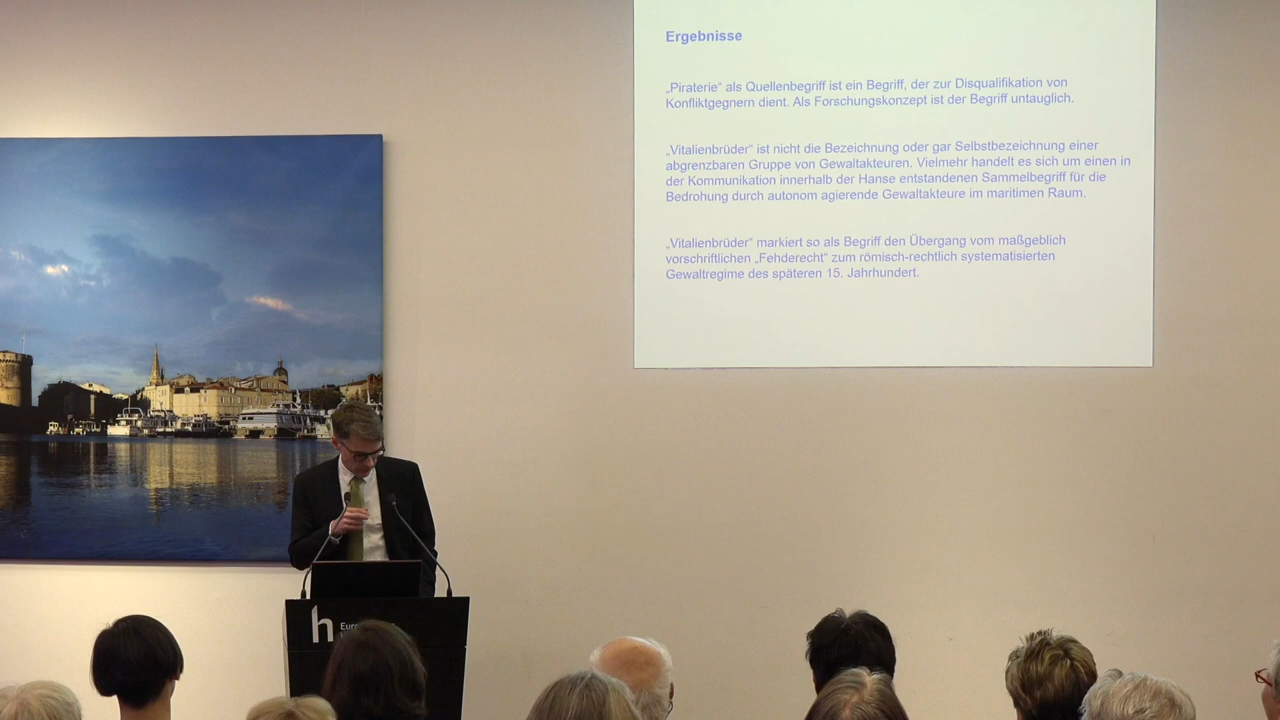 Ergebnisse
„Piraterie“ als Quellenbegriff ist ein Begriff, der zur Disqualifikation von
Konfliktgegnern dient. Als Forschungskonzept ist der Begriff untauglich.
„Vitalienbrüder“ ist nicht die Bezeichnung oder gar Selbstbezeichnung einer
abgrenzbaren Gruppe von Gewaltakteuren. Vielmehr handelt es sich um einen in
der Kommunikation innerhalb der Hanse entstandenen Sammelbegriff für die
Bedrohung durch autonom agierende Gewaltakteure im maritimen Raum.
„Vitalienbrüder“ markiert so als Begriff den Übergang vom maßgeblich
vorschriftlichen „Fehderecht“ zum römisch-rechtlich systematisierten
Gewaltregime des späteren 15. Jahrhundert.
h